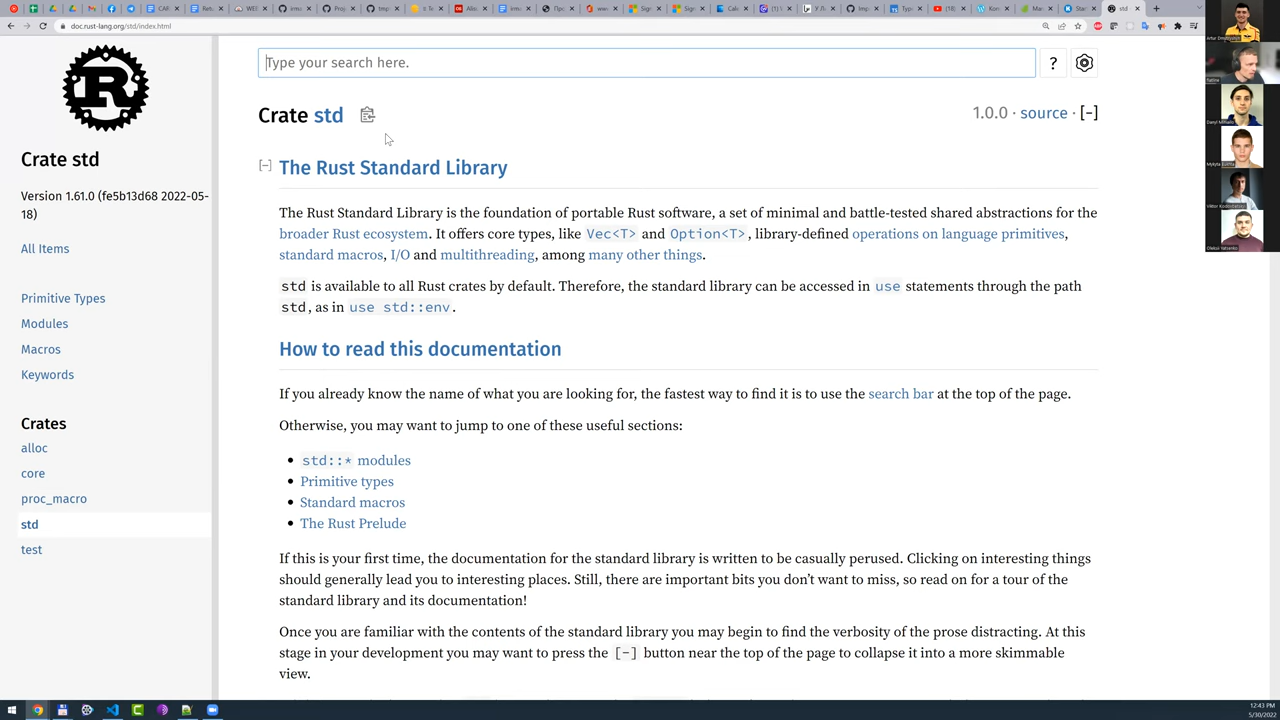 doc.rust-lang.org/std/index.html
Type your search here.
?
Crate std
1.0.0 · source · [-]
[-] The Rust Standard Library
The Rust Standard Library is the foundation of portable Rust software, a set of minimal and battle-tested shared abstractions for the
broader Rust ecosystem. It offers core types, like Vec<T> and Option<T>, library-defined operations on language primitives,
standard macros, I/O and multithreading, among many other things.
std is available to all Rust crates by default. Therefore, the standard library can be accessed in use statements through the path
std, as in use std::env.
How to read this documentation
If you already know the name of what you are looking for, the fastest way to find it is to use the search bar at the top of the page.
Otherwise, you may want to jump to one of these useful sections:
• std::* modules
• Primitive types
• Standard macros
• The Rust Prelude
If this is your first time, the documentation for the standard library is written to be casually perused. Clicking on interesting things
should generally lead you to interesting places. Still, there are important bits you don’t want to miss, so read on for a tour of the
standard library and its documentation!
Once you are familiar with the contents of the standard library you may begin to find the verbosity of the prose distracting. At this
stage in your development you may want to press the [-] button near the top of the page to collapse it into a more skimmable
view.
R
Crate std
Version 1.61.0 (fe5b13d68 2022-05-
18)
All Items
Primitive Types
Modules
Macros
Keywords
Crates
alloc
core
proc_macro
std
test
12:43 PM
5/30/2022